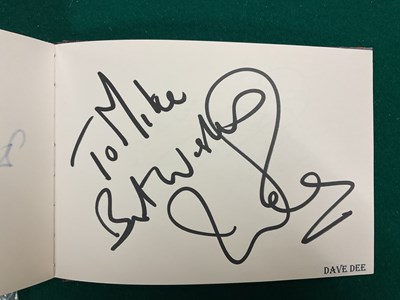 To Mike
Best Wishes
DAVE DEE